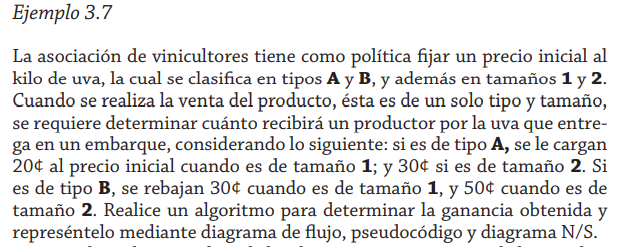 Ejemplo 3.7
La asociación de vinicultores tiene como política fijar un precio inicial al
kilo de uva, la cual se clasifica en tipos A y B, y además en tamaños 1 y 2.
Cuando se realiza la venta del producto, ésta es de un solo tipo y tamaño,
se requiere determinar cuánto recibirá un productor por la uva que entre-
ga en un embarque, considerando lo siguiente: si es de tipo A, se le cargan
20¢ al precio inicial cuando es de tamaño 1; y 30¢ si es de tamaño 2. Si
es de tipo B, se rebajan 30¢ cuando es de tamaño 1, y 50¢ cuando es de
tamaño 2. Realice un algoritmo para determinar la ganancia obtenida y
represéntelo mediante diagrama de flujo, pseudocódigo y diagrama N/S.